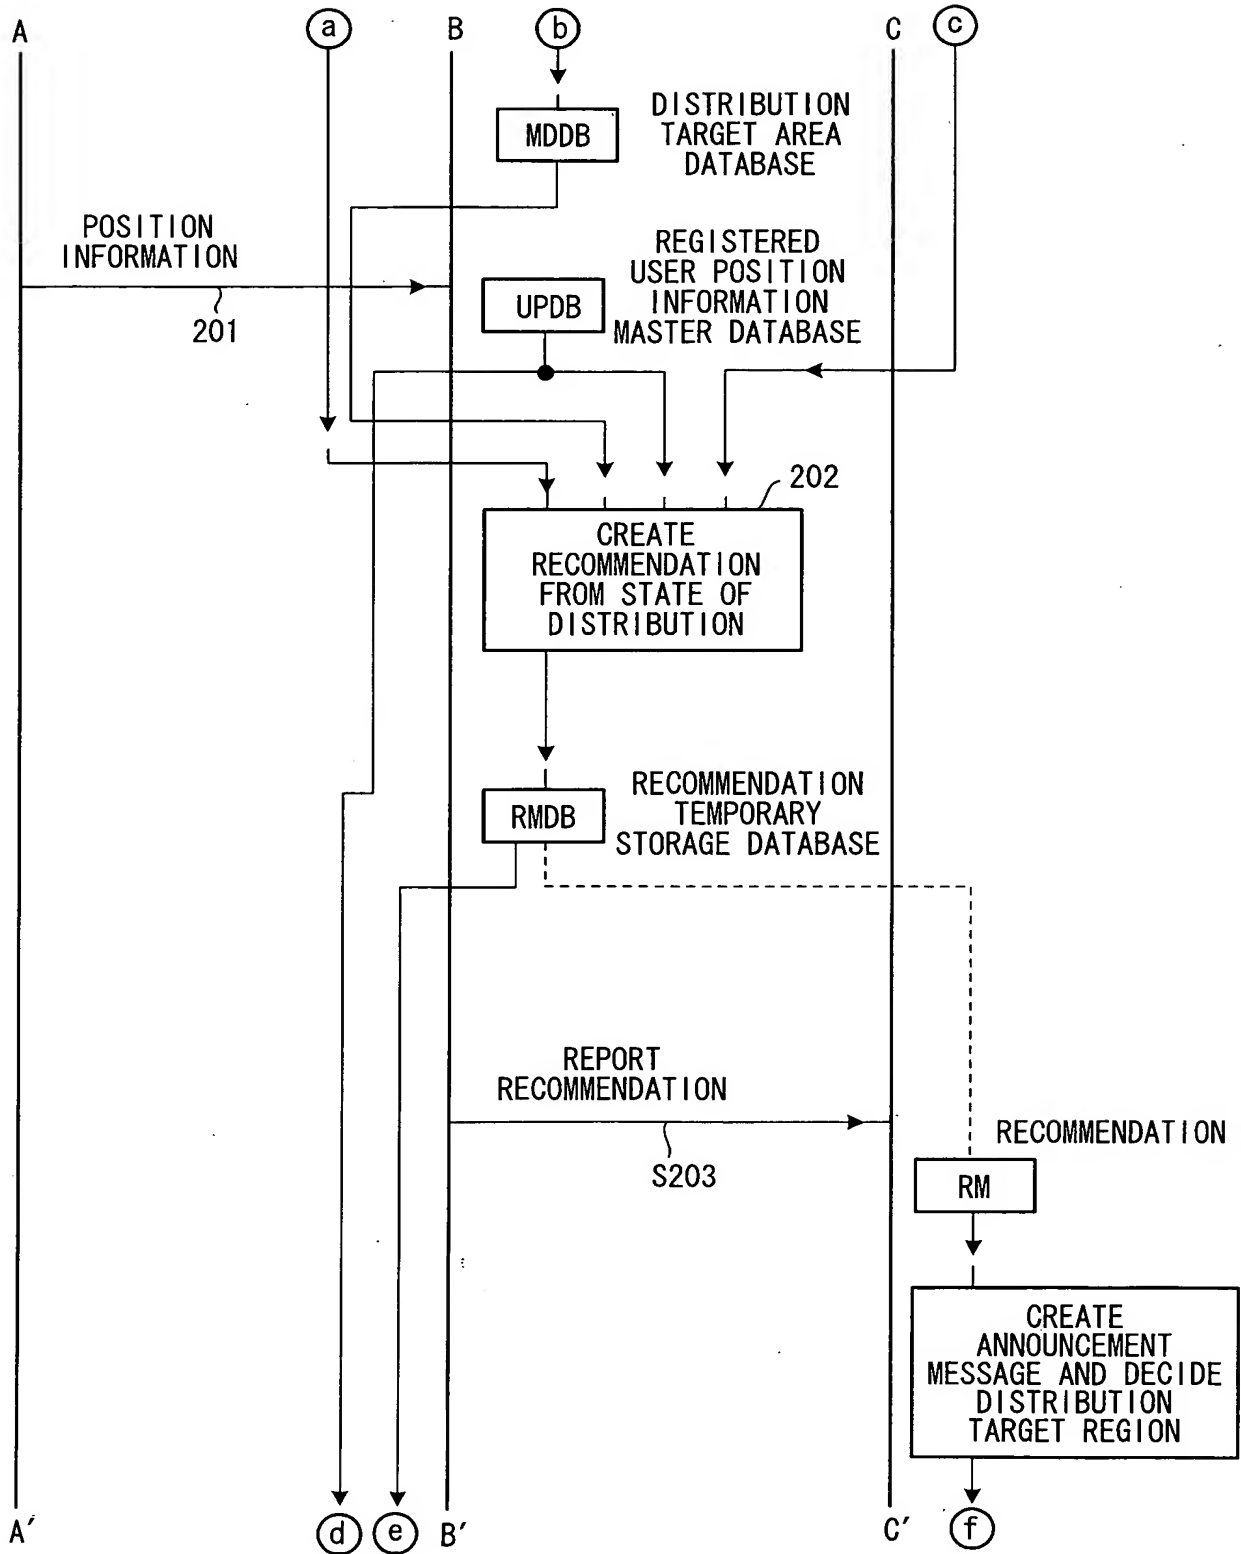 A
a
B
b
C
c
MDDB
DISTRIBUTION
TARGET AREA
DATABASE
POSITION
INFORMATION
201
UPDB
REGISTERED
USER POSITION
INFORMATION
MASTER DATABASE
202
CREATE
RECOMMENDATION
FROM STATE OF
DISTRIBUTION
RMDB
RECOMMENDATION
TEMPORARY
STORAGE DATABASE
REPORT
RECOMMENDATION
S203
RECOMMENDATION
RM
CREATE
ANNOUNCEMENT
MESSAGE AND DECIDE
DISTRIBUTION
TARGET REGION
A'
d
e
B'
C'
f